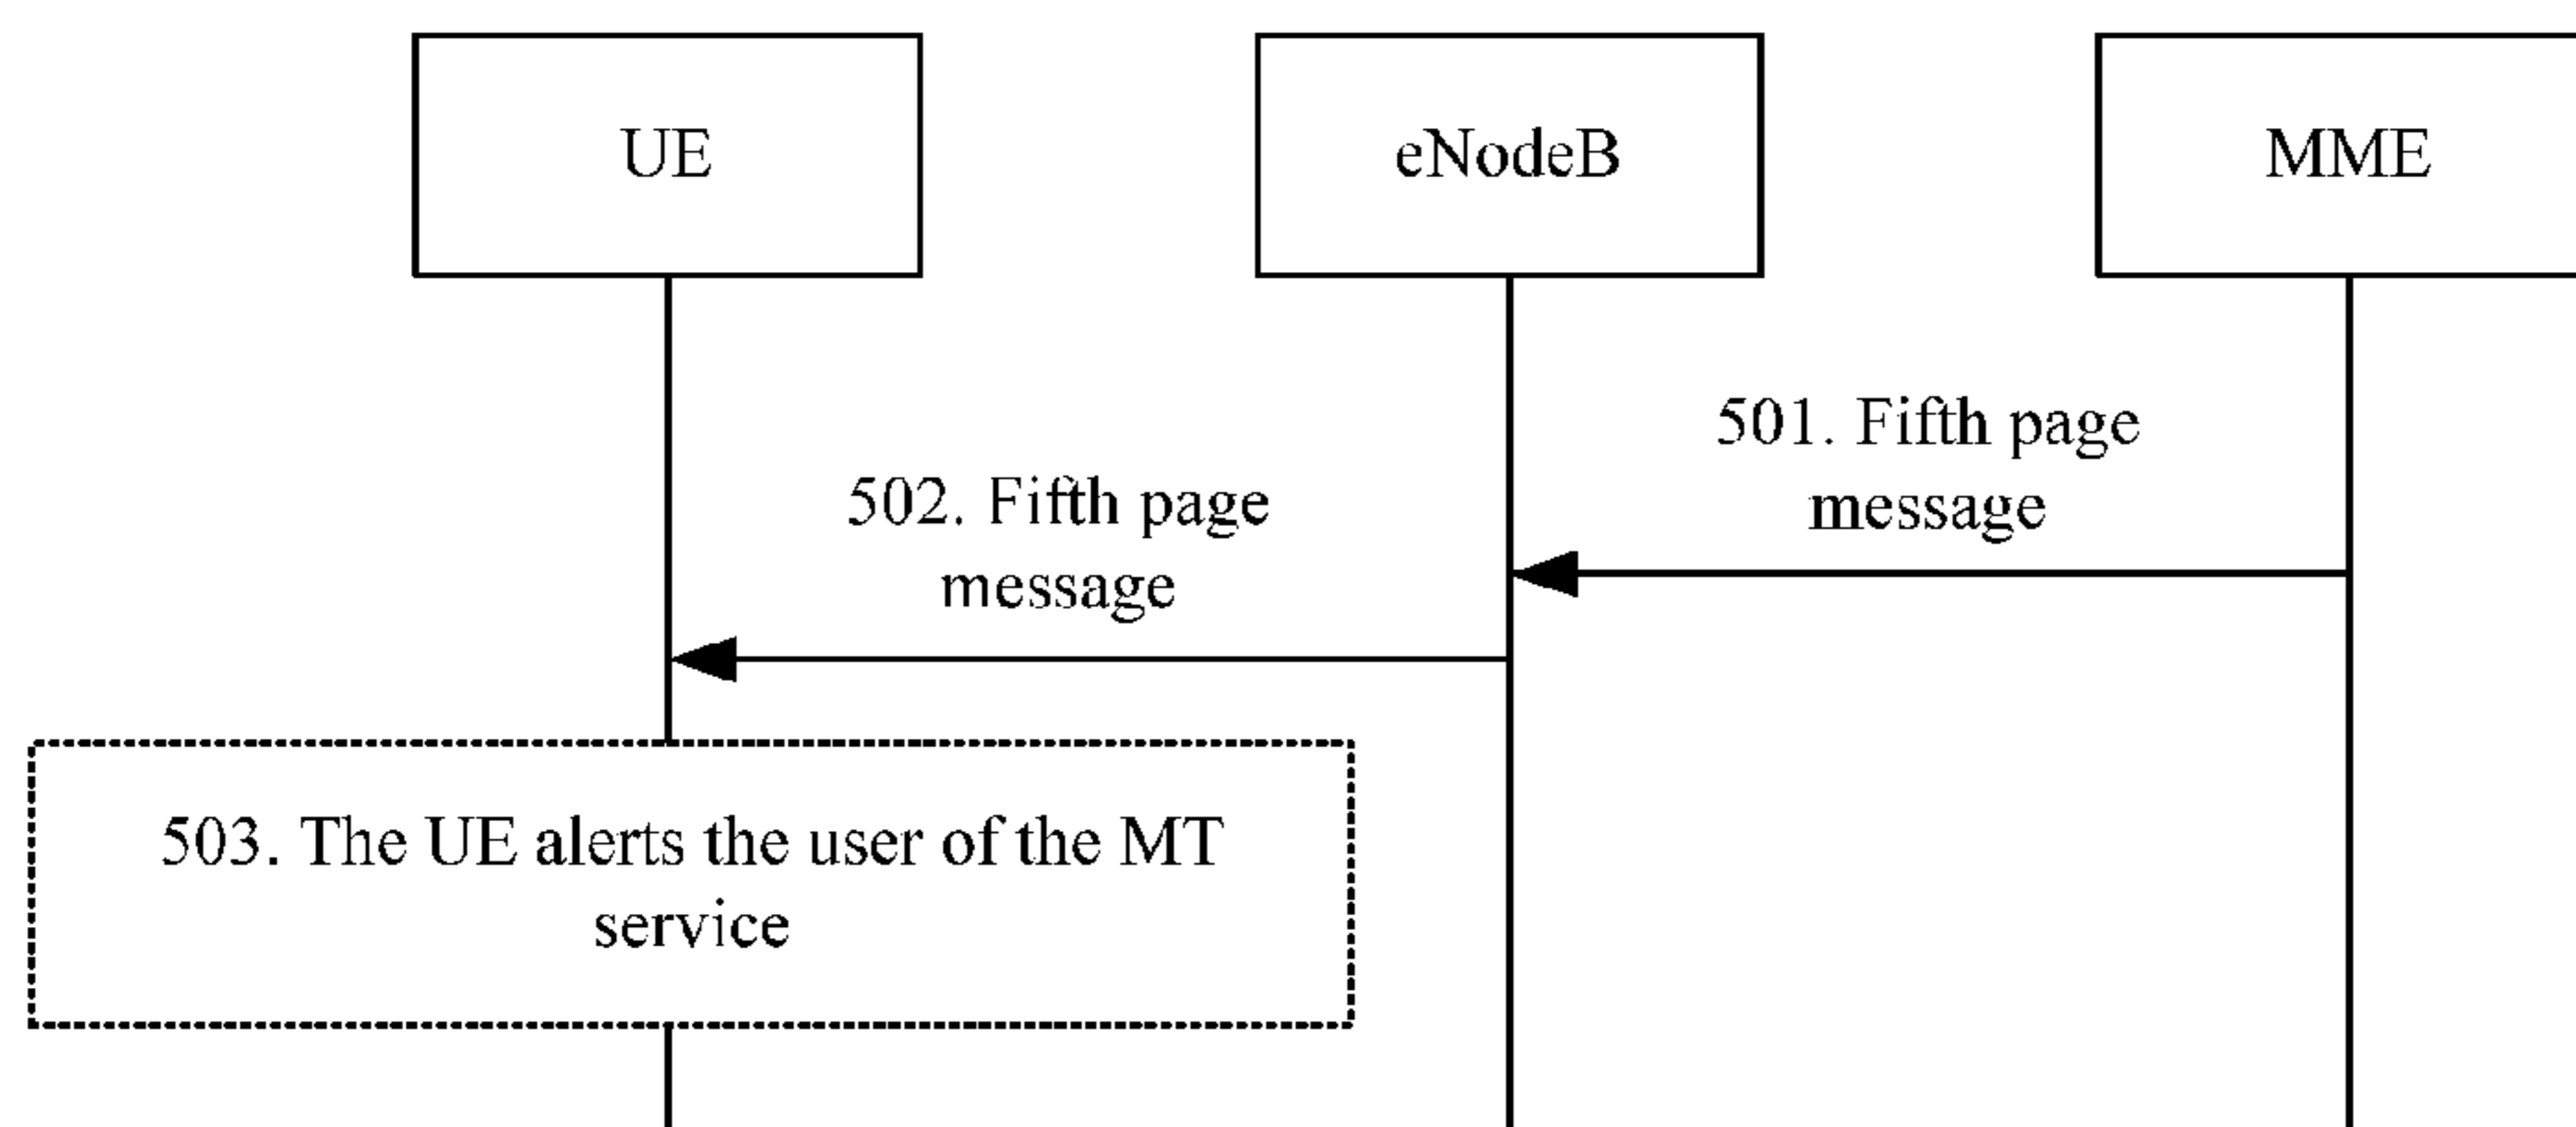 UE
eNodeB
MME
501. Fifth page
message
502. Fifth page
message
503. The UE alerts the user of the MT
service